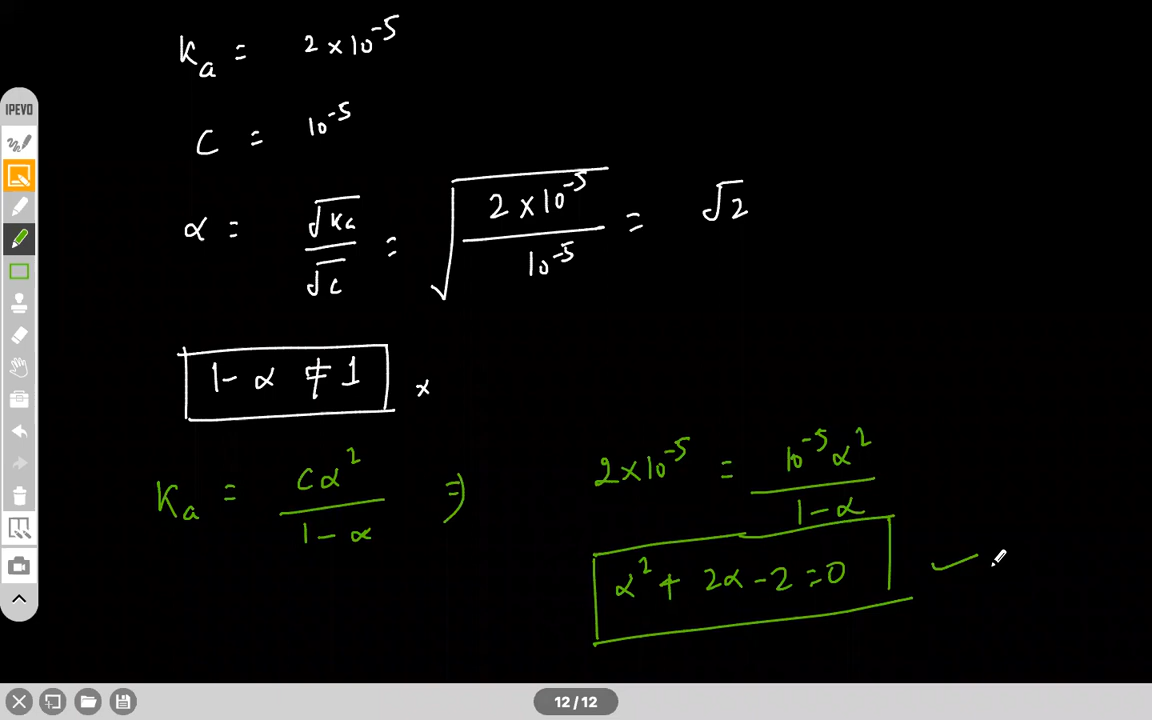 Ka = 2 × 10⁻⁵
IPEVO
C = 10⁻⁵
α = √Ka / √C = √(2 × 10⁻⁵ / 10⁻⁵) = √2
1 - α ≠ 1 ×
Ka = Cα² / 1 - α ⇒ 2 × 10⁻⁵ = 10⁻⁵ α² / 1 - α
α² + 2α - 2 = 0 ✓
12 / 12